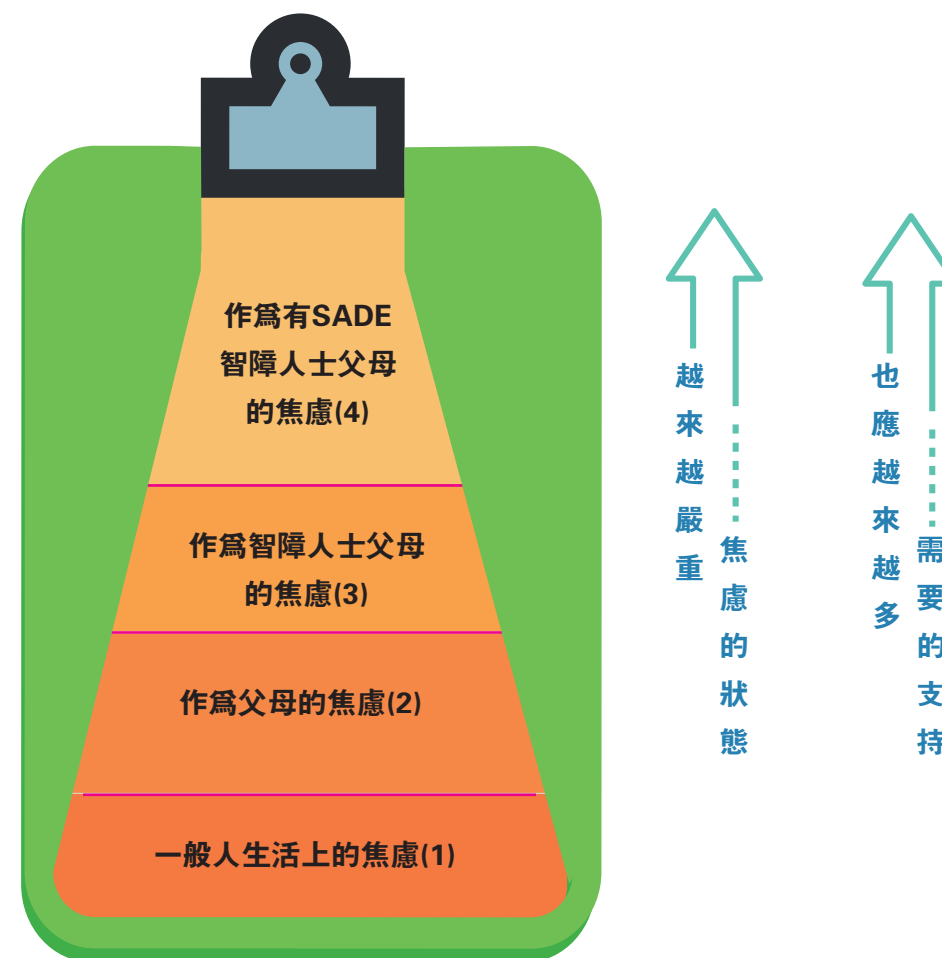 作爲有SADE
智障人士父母
的焦慮(4)
作爲智障人士父母
的焦慮(3)
作爲父母的焦慮(2)
一般人生活上的焦慮(1)
焦慮的狀態
越來越嚴重
需要的支持
也應越來越多